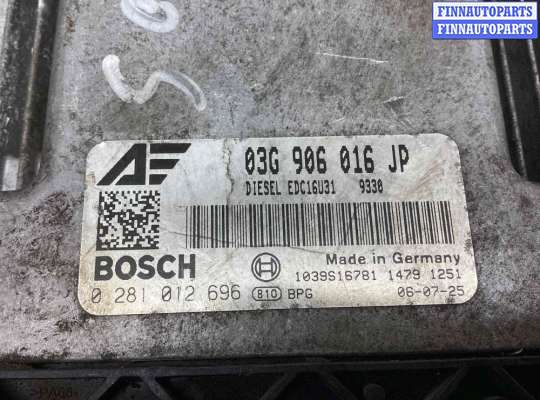 FINNAUTOPARTS
FINNAUTOPARTS
03G 906 016 JP
DIESEL EDC16U31 9330
BOSCH
Made in Germany
1039S16781 1479 1251
0 281 012 696 B10 BPG 06-07-25